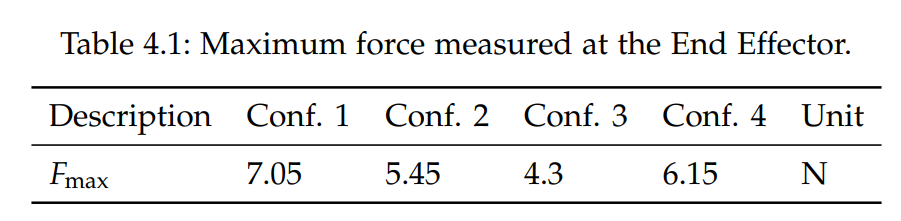 Table 4.1: Maximum force measured at the End Effector.
Description Conf. 1 Conf. 2 Conf. 3 Conf. 4 Unit
Fmax 7.05 5.45 4.3 6.15 N